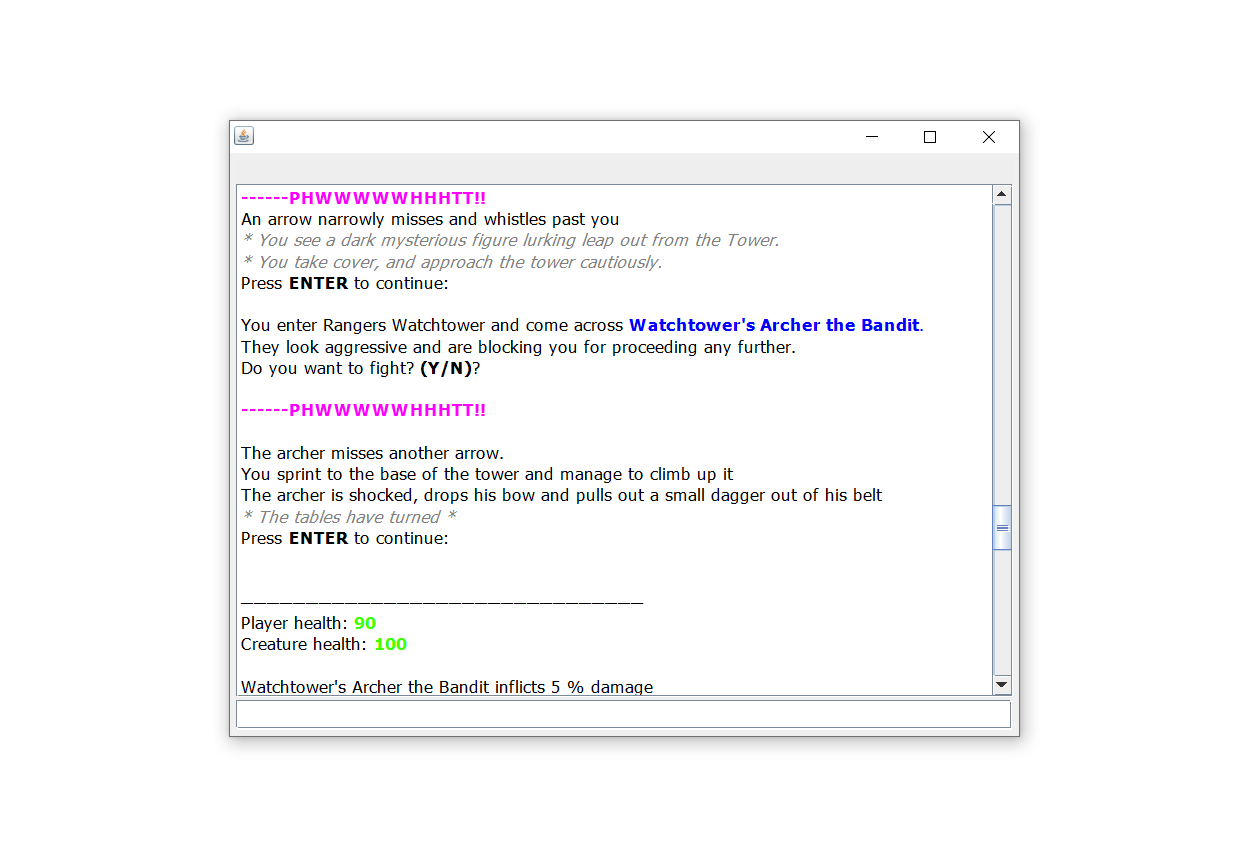 ------PHWWWWWHHHTT!!
An arrow narrowly misses and whistles past you
* You see a dark mysterious figure lurking leap out from the Tower.
* You take cover, and approach the tower cautiously.
Press ENTER to continue:
You enter Rangers Watchtower and come across Watchtower's Archer the Bandit.
They look aggressive and are blocking you for proceeding any further.
Do you want to fight? (Y/N)?
------PHWWWWWHHHTT!!
The archer misses another arrow.
You sprint to the base of the tower and manage to climb up it
The archer is shocked, drops his bow and pulls out a small dagger out of his belt
* The tables have turned *
Press ENTER to continue:
_______________________________
Player health: 90
Creature health: 100
Watchtower's Archer the Bandit inflicts 5 % damage